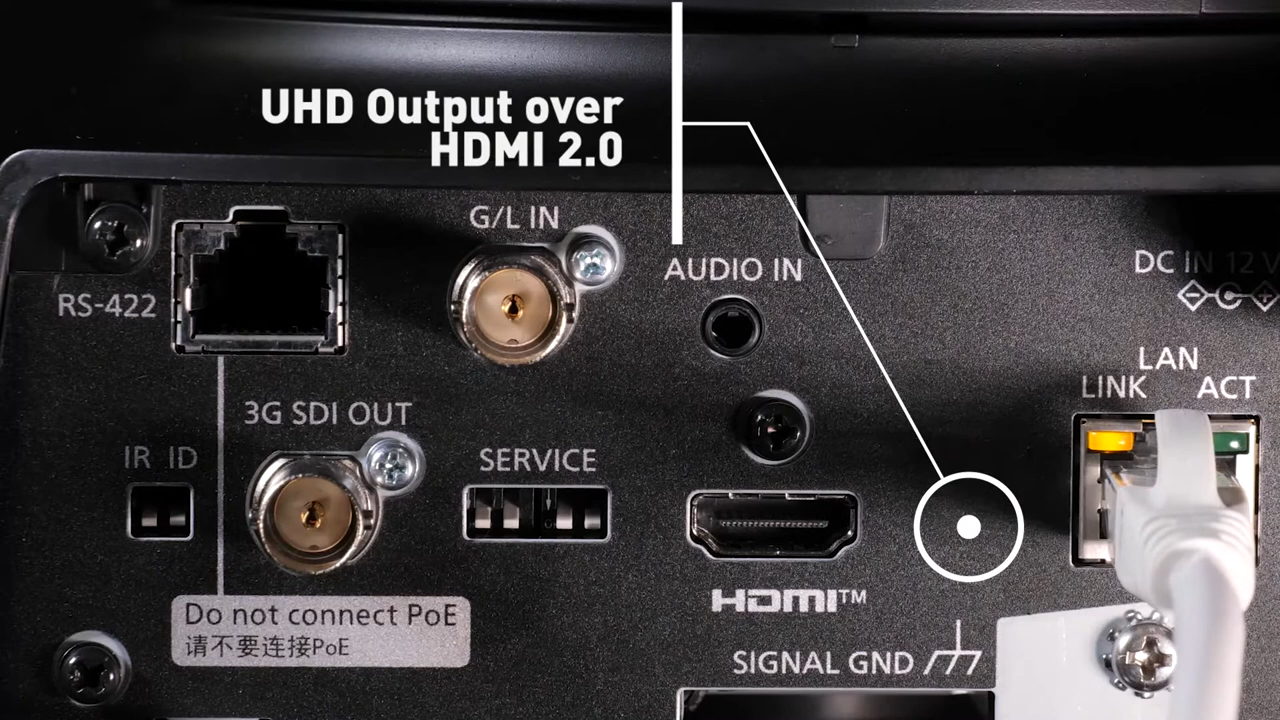 UHD Output over
HDMI 2.0
G/L IN
AUDIO IN
RS-422
DC IN 12 V
LAN
LINK ACT
3G SDI OUT
IR ID
SERVICE
HDMI™
Do not connect PoE
请不要连接PoE
SIGNAL GND